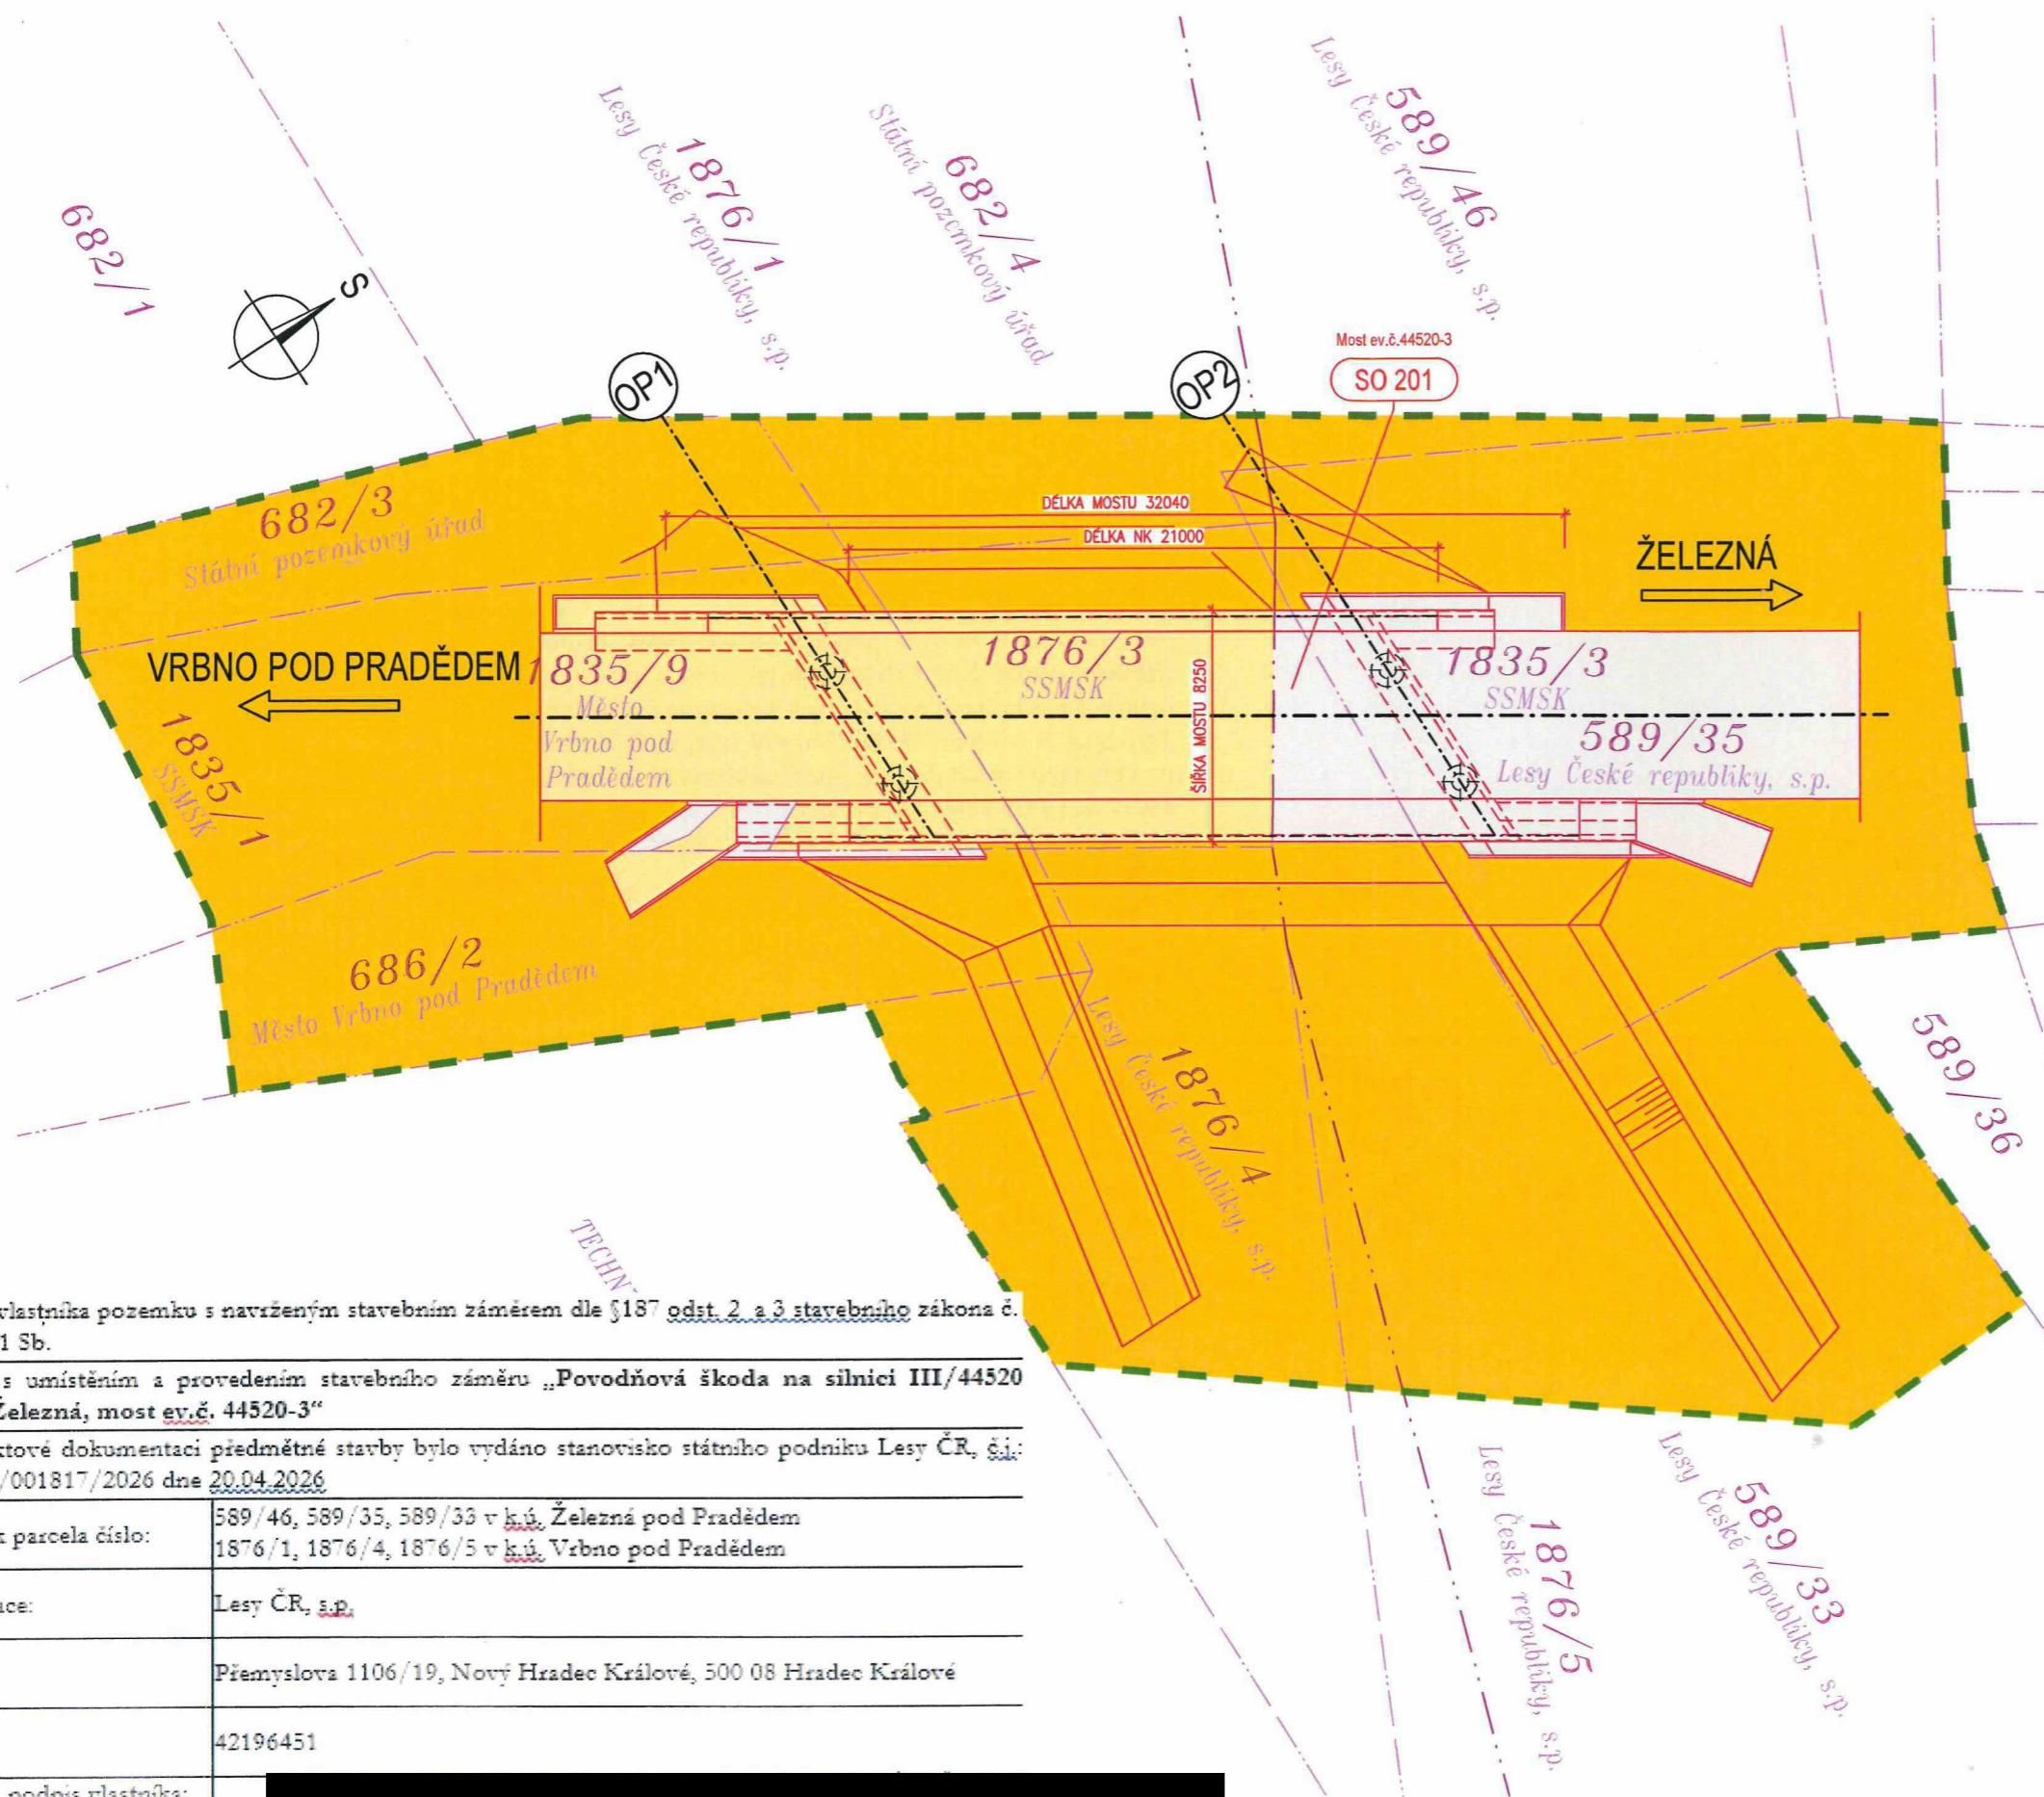 Lesy České republiky, s.p.
589/46
Lesy České republiky, s.p.
1876/1
Státní pozemkový úřad
682/4
682/1
S
OP1
OP2
Most ev.č.44520-3
SO 201
682/3
Státní pozemkový úřad
DÉLKA MOSTU 32040
DÉLKA NK 21000
ŽELEZNÁ
VRBNO POD PRADĚDEM
1835/9
Město
Vrbno pod
Pradědem
1876/3
SSMSK
ŠÍŘKA MOSTU 8250
1835/3
SSMSK
589/35
Lesy České republiky, s.p.
1835/1
SSMSK
686/2
Město Vrbno pod Pradědem
1876/4
Lesy České republiky, s.p.
589/36
TECHN
vlastníka pozemku s navrženým stavebním záměrem dle §187 odst. 2 a 3 stavebního zákona č.
1 Sb.
s umístěním a provedením stavebního záměru „Povodňová škoda na silnici III/44520
Železná, most ev.č. 44520-3“
ktové dokumentaci předmětné stavby bylo vydáno stanovisko státního podniku Lesy ČR, č.j.:
/001817/2026 dne 20.04.2026
k parcela číslo:
589/46, 589/35, 589/33 v k.ú. Železná pod Pradědem
1876/1, 1876/4, 1876/5 v k.ú. Vrbno pod Pradědem
ce:
Lesy ČR, s.p.
Přemyslova 1106/19, Nový Hradec Králové, 500 08 Hradec Králové
42196451
podpis vlastníka:
1876/5
Lesy České republiky, s.p.
589/33
Lesy České republiky, s.p.